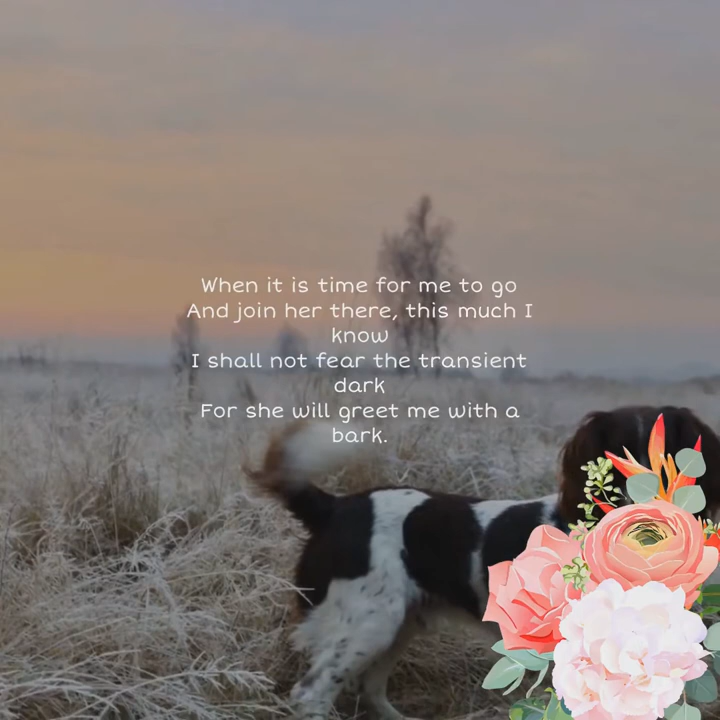 When it is time for me to go
And join her there, this much I
know
I shall not fear the transient
dark
For she will greet me with a
bark.